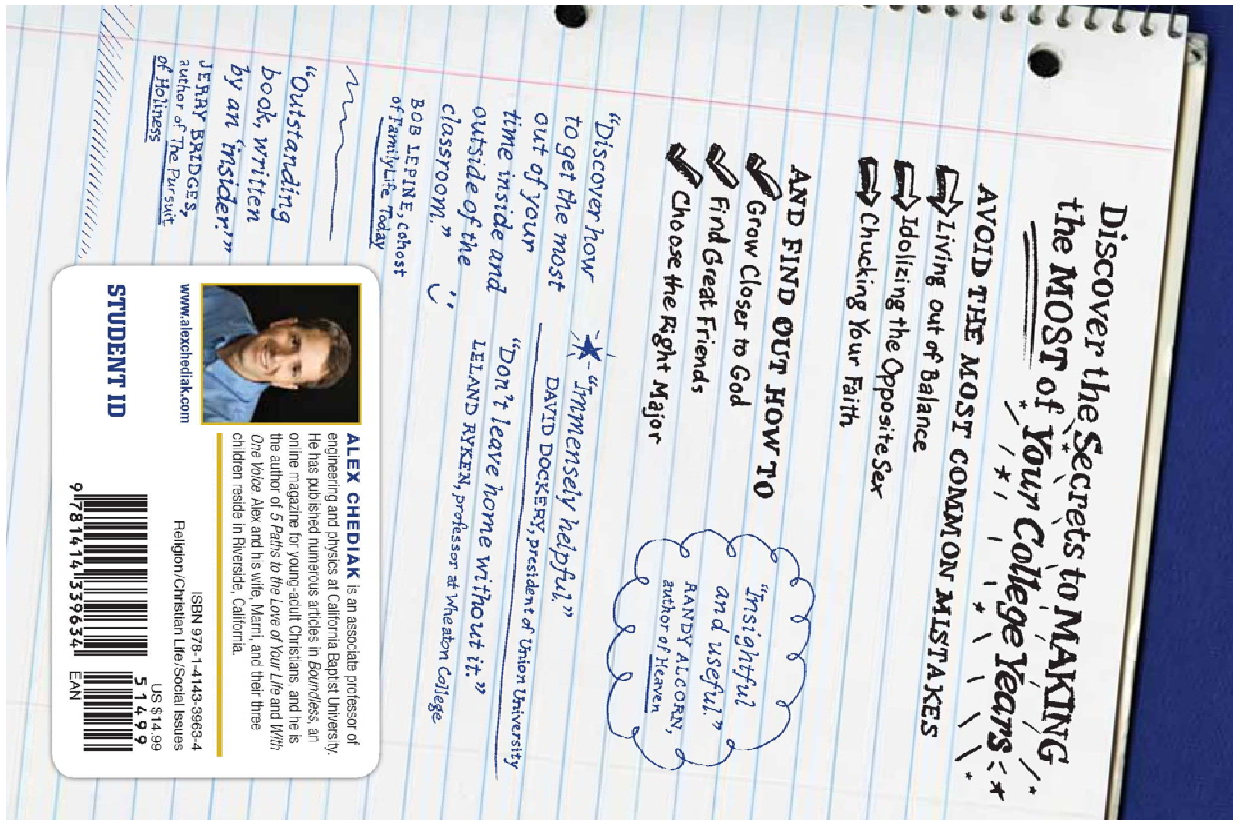 Discover the Secrets to MAKING
the MOST of Your College Years
AVOID THE MOST COMMON MISTAKES
Living out of Balance
Idolizing the Opposite Sex
Chucking Your Faith
AND FIND OUT HOW TO
Grow Closer to God
Find Great Friends
Choose the Right Major
"Insightful
and useful."
RANDY ALCORN,
author of Heaven
"Discover how
to get the most
out of your
time inside and
outside of the
classroom."
BOB LEPINE, cohost
of FamilyLife Today
"Immensely helpful."
DAVID DOCKERY, president of Union University
"Don't leave home without it."
LELAND RYKEN, professor at Wheaton College
"Outstanding
book, written
by an 'insider.'"
JERRY BRIDGES,
author of The Pursuit
of Holiness
ALEX CHEDIAK is an associate professor of
engineering and physics at California Baptist University.
He has published numerous articles in Boundless, an
online magazine for young-adult Christians, and he is
the author of 5 Paths to the Love of Your Life and With
One Voice Alex and his wife, Marni, and their three
children reside in Riverside, California.
www.alexchediak.com
STUDENT ID
ISBN 978-1-4143-3963-4
Religion/Christian Life/Social Issues
US $14.99
51499
9 781414 339634
EAN